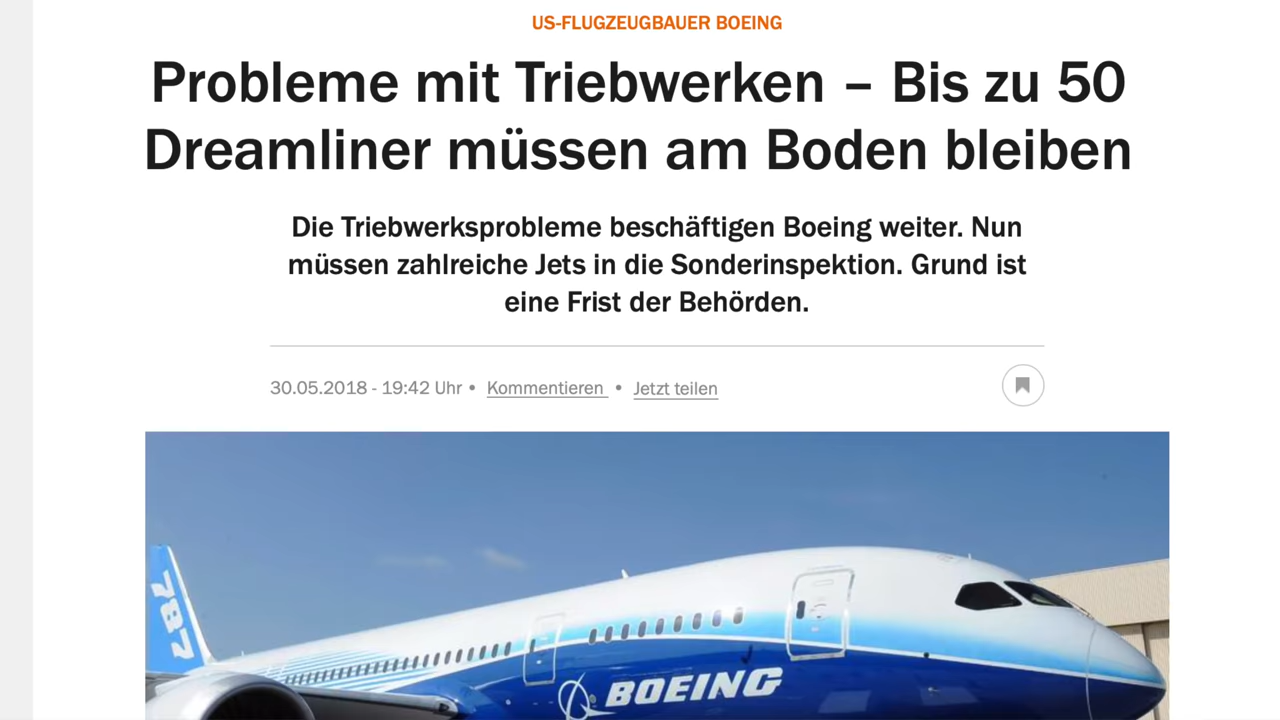 US-FLUGZEUGBAUER BOEING
Probleme mit Triebwerken – Bis zu 50
Dreamliner müssen am Boden bleiben
Die Triebwerksprobleme beschäftigen Boeing weiter. Nun
müssen zahlreiche Jets in die Sonderinspektion. Grund ist
eine Frist der Behörden.
30.05.2018 - 19:42 Uhr • Kommentieren • Jetzt teilen
787
BOEING